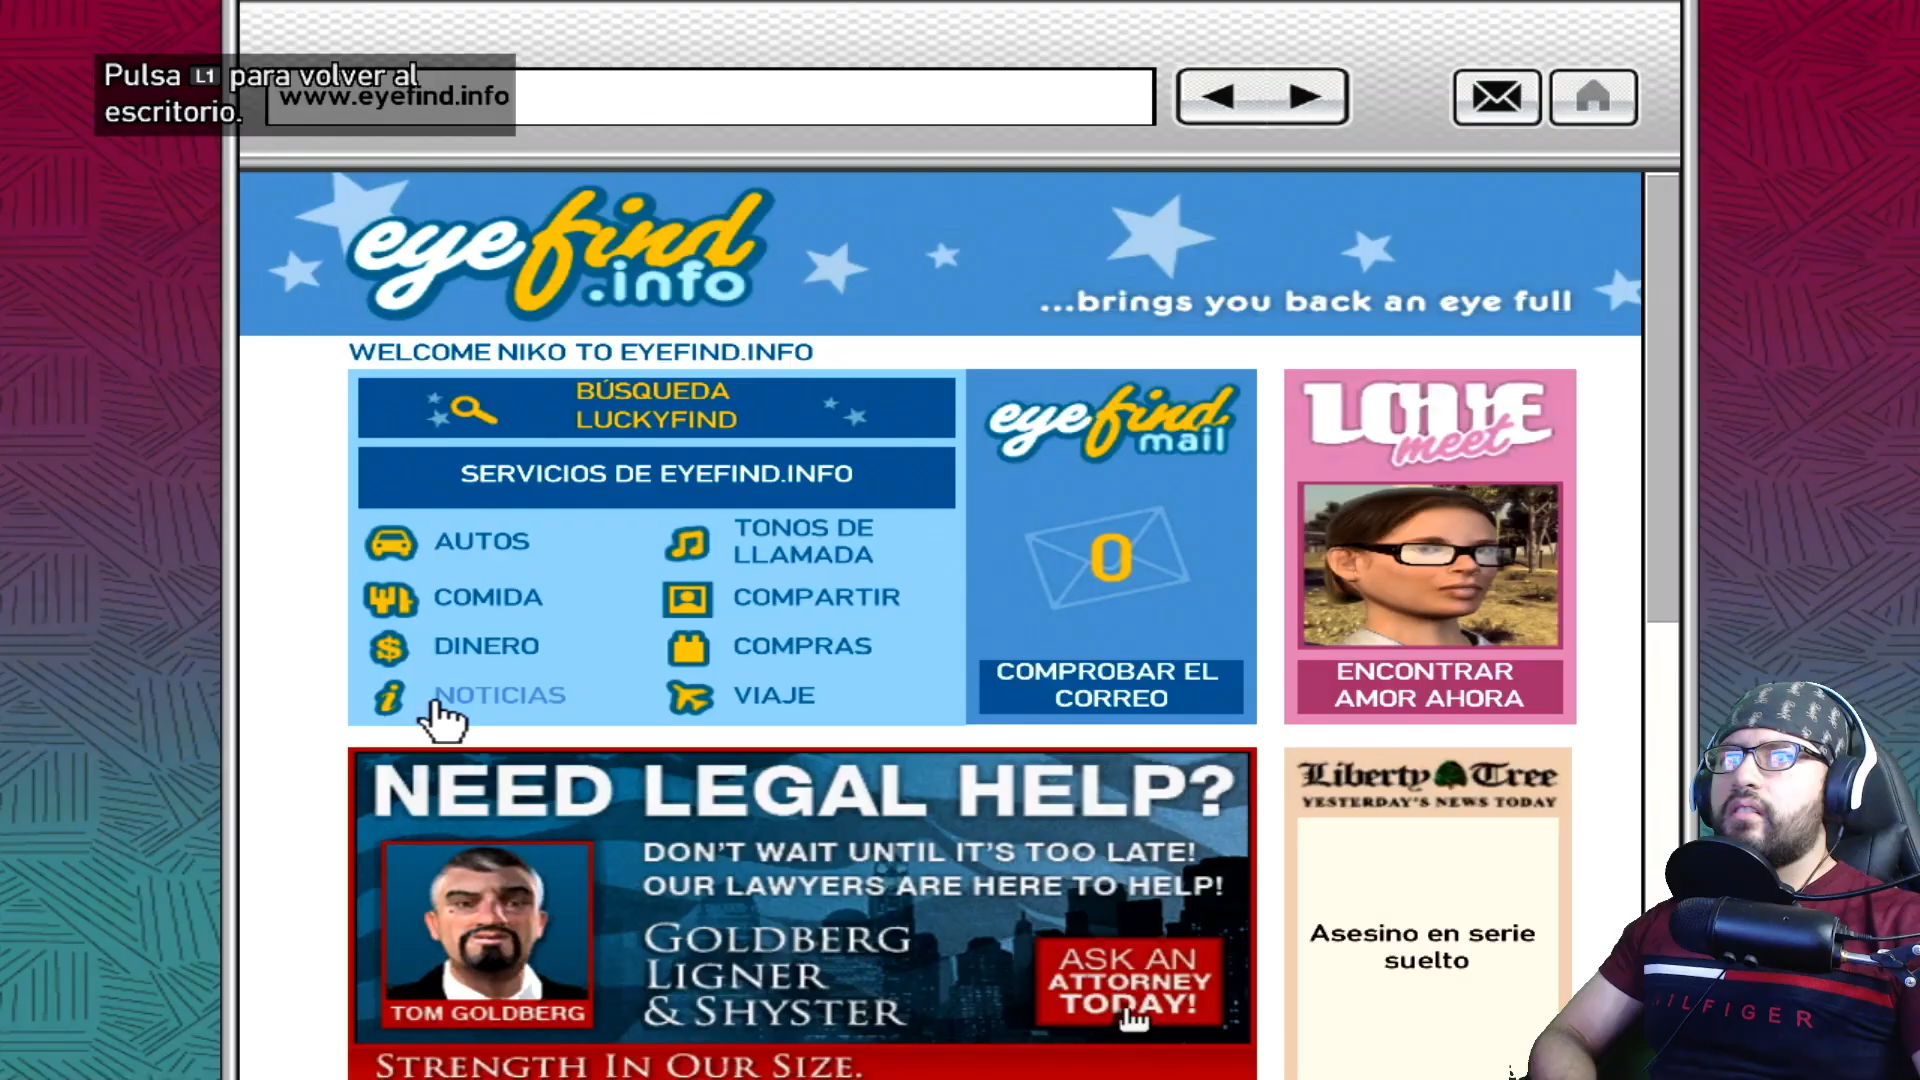 Pulsa L1 para volver al
escritorio.
www.eyefind.info
eyefind
.info
...brings you back an eye full
WELCOME NIKO TO EYEFIND.INFO
BÚSQUEDA
LUCKYFIND
SERVICIOS DE EYEFIND.INFO
AUTOS
TONOS DE
LLAMADA
COMIDA
COMPARTIR
DINERO
COMPRAS
NOTICIAS
VIAJE
eyefind
mail
0
COMPROBAR EL
CORREO
LOVE
meet
ENCONTRAR
AMOR AHORA
NEED LEGAL HELP?
DON'T WAIT UNTIL IT'S TOO LATE!
OUR LAWYERS ARE HERE TO HELP!
GOLDBERG
LIGNER
& SHYSTER
ASK AN
ATTORNEY
TODAY!
TOM GOLDBERG
STRENGTH IN OUR SIZE.
Liberty Tree
YESTERDAY'S NEWS TODAY
Asesino en serie
suelto
ILFIGER